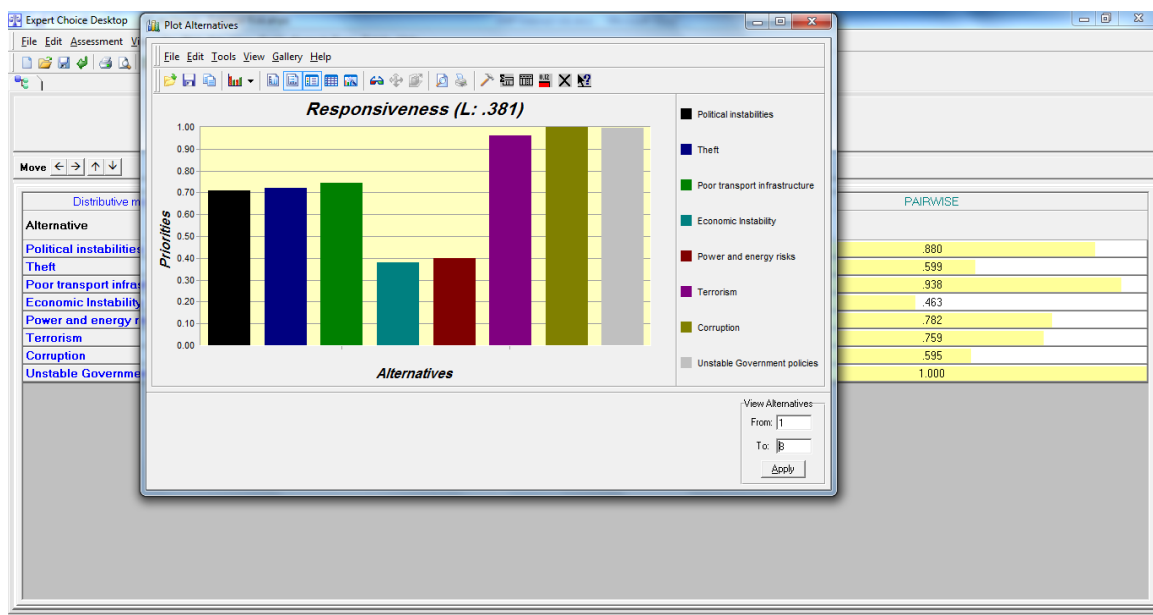 Expert Choice Desktop
File Edit Assessment Vi
Move
Distributive m
PAIRWISE
Alternative
Political instabilities .880
Theft .599
Poor transport infras .938
Economic Instability .463
Power and energy r .782
Terrorism .759
Corruption .595
Unstable Governme 1.000
Plot Alternatives
File Edit Tools View Gallery Help
Responsiveness (L: .381)
1.00
0.90
0.80
0.70
0.60
0.50
0.40
0.30
0.20
0.10
0.00
Priorities
Alternatives
Political instabilities
Theft
Poor transport infrastructure
Economic Instability
Power and energy risks
Terrorism
Corruption
Unstable Government policies
View Alternatives
From: 1
To: 8
Apply